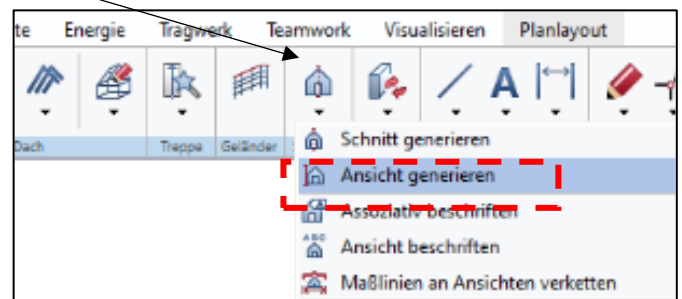 te Energie Tragwerk Teamwork Visualisieren Planlayout
A
Dach Treppe Geländer
Schnitt generieren
Ansicht generieren
Assoziativ beschriften
ABC
Ansicht beschriften
Maßlinien an Ansichten verketten